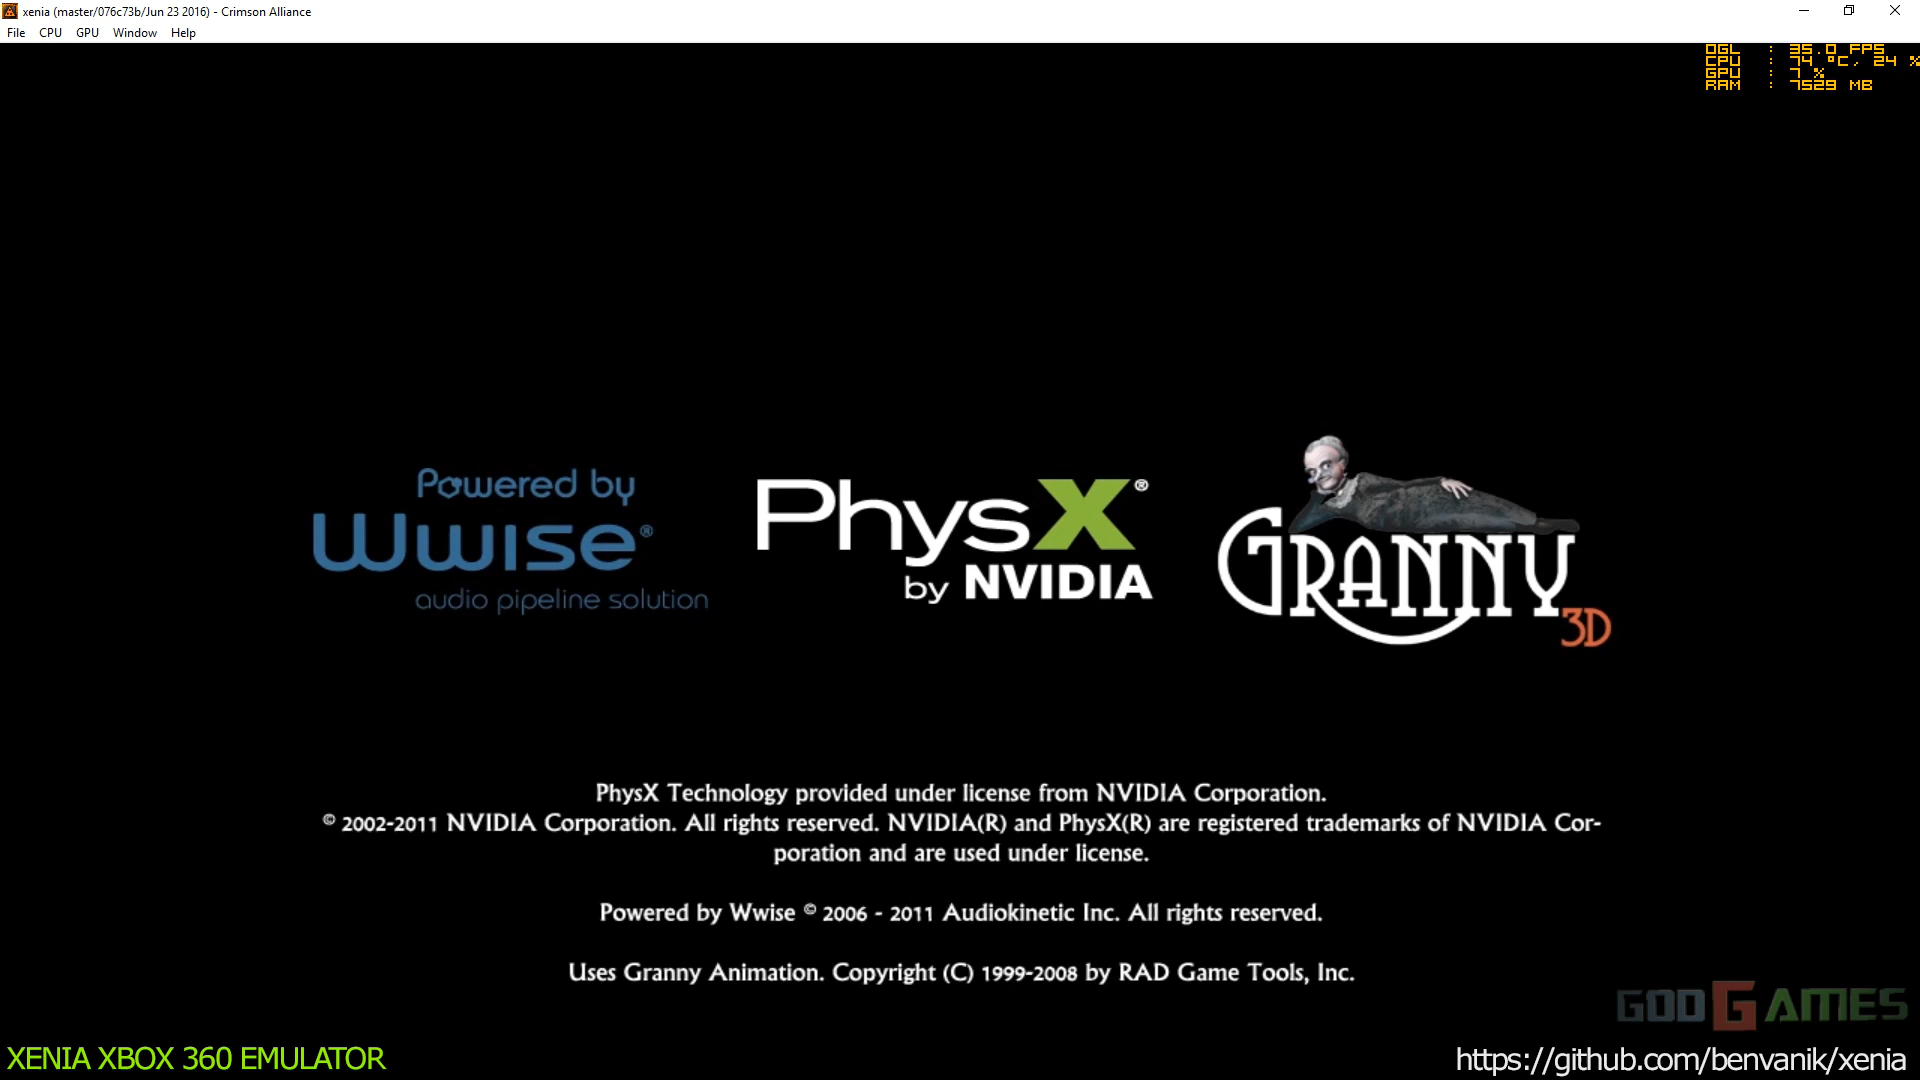 xenia (master/076c73b/Jun 23 2016) - Crimson Alliance
File CPU GPU Window Help
OGL : 35.0 FPS
CPU : 74 °C, 24 %
GPU : 7 %
RAM : 7529 MB
Powered by
Wwise®
audio pipeline solution
PhysX®
by NVIDIA
GRANNY
3D
PhysX Technology provided under license from NVIDIA Corporation.
© 2002-2011 NVIDIA Corporation. All rights reserved. NVIDIA(R) and PhysX(R) are registered trademarks of NVIDIA Cor-
poration and are used under license.
Powered by Wwise © 2006 - 2011 Audiokinetic Inc. All rights reserved.
Uses Granny Animation. Copyright (C) 1999-2008 by RAD Game Tools, Inc.
GODGAMES
XENIA XBOX 360 EMULATOR
https://github.com/benvanik/xenia